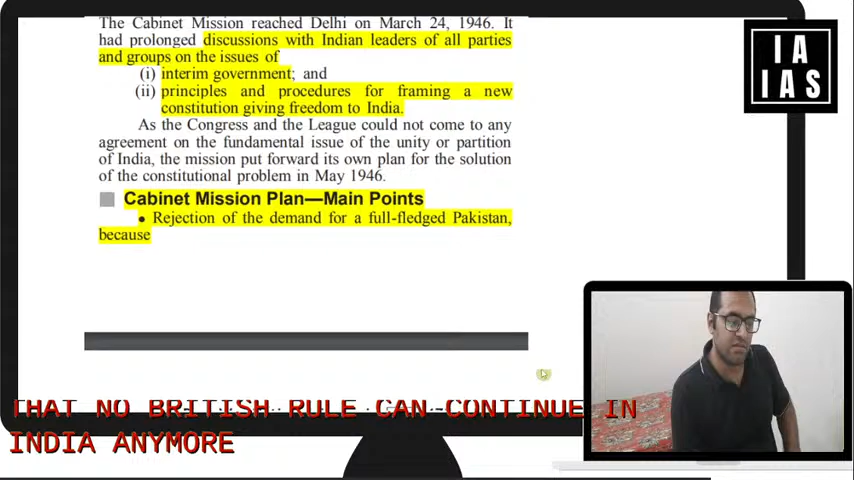 The Cabinet Mission reached Delhi on March 24, 1946. It
had prolonged discussions with Indian leaders of all parties
and groups on the issues of
(i) interim government; and
(ii) principles and procedures for framing a new
constitution giving freedom to India.
As the Congress and the League could not come to any
agreement on the fundamental issue of the unity or partition
of India, the mission put forward its own plan for the solution
of the constitutional problem in May 1946.
Cabinet Mission Plan—Main Points
• Rejection of the demand for a full-fledged Pakistan,
because
IA
IAS
THAT NO BRITISH RULE CAN CONTINUE IN
INDIA ANYMORE